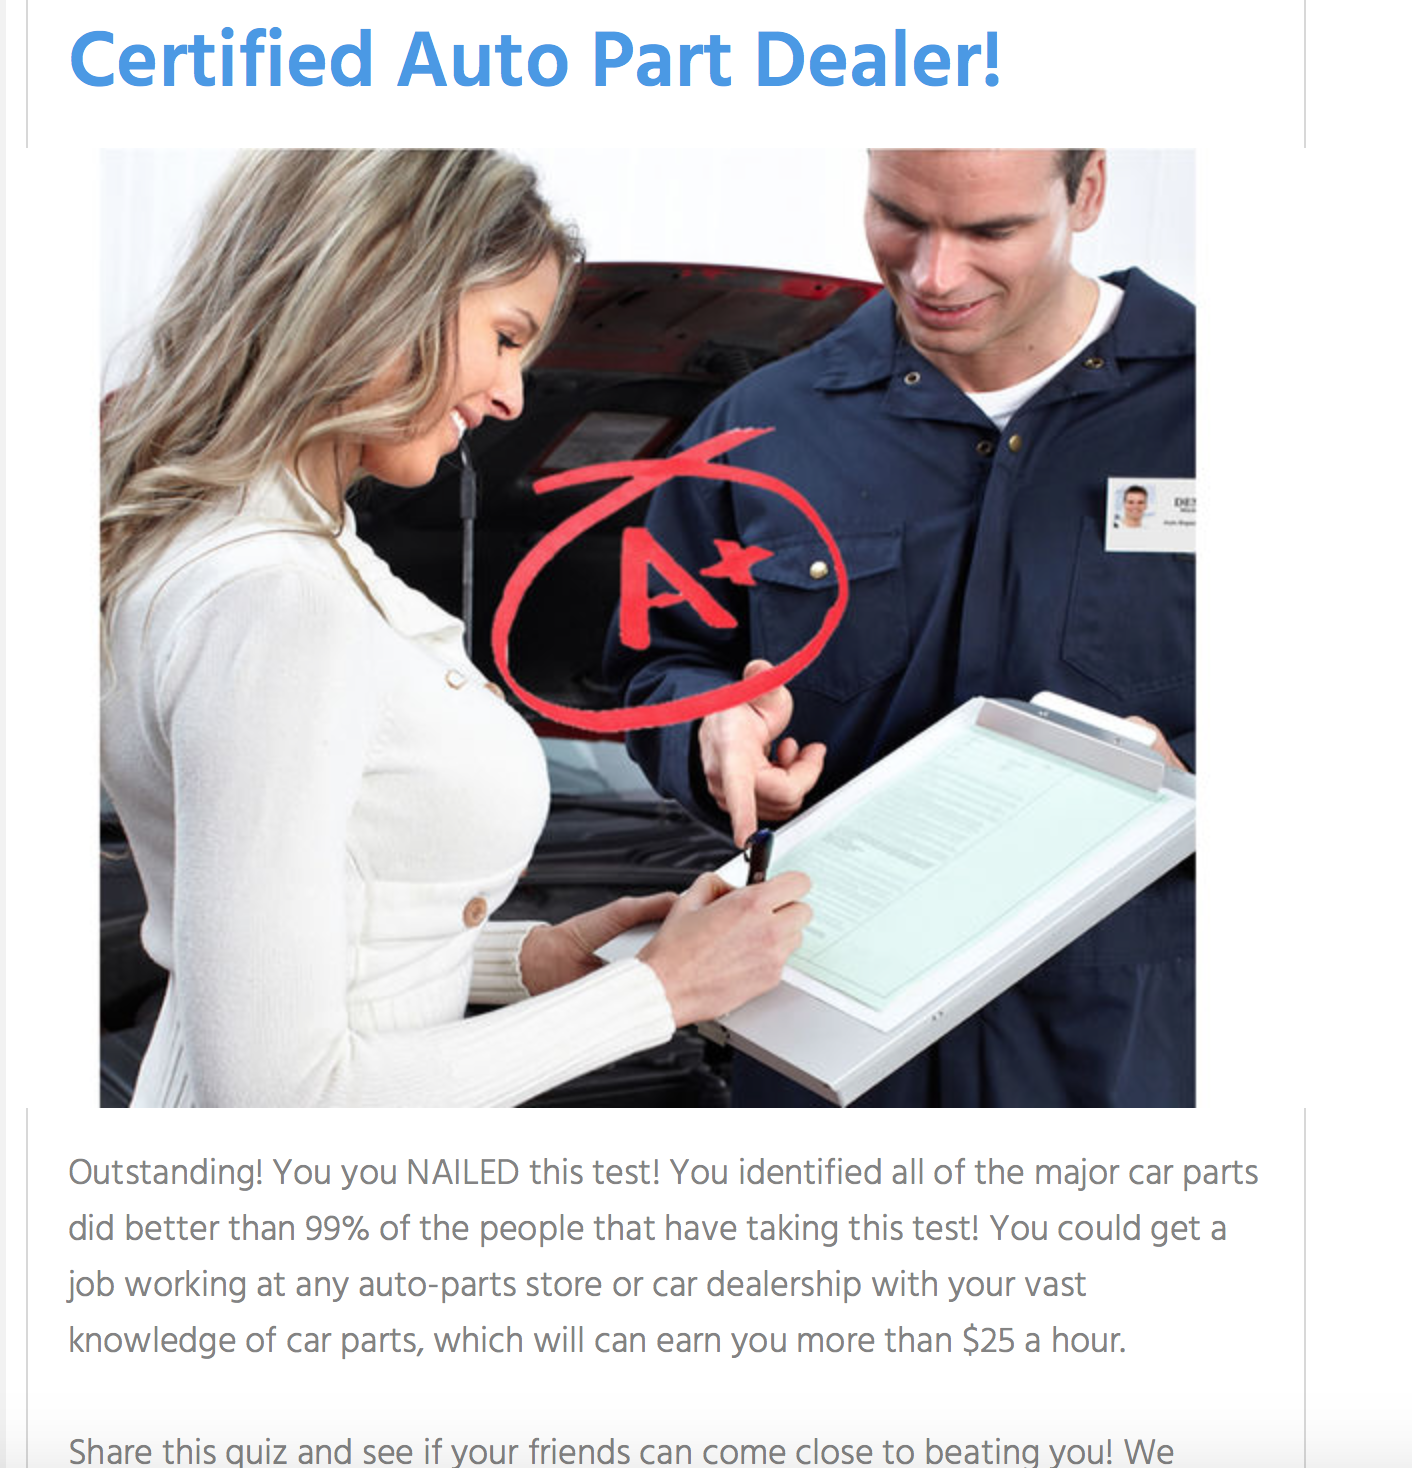 Certified Auto Part Dealer!
A+
Outstanding! You you NAILED this test! You identified all of the major car parts
did better than 99% of the people that have taking this test! You could get a
job working at any auto-parts store or car dealership with your vast
knowledge of car parts, which will can earn you more than $25 a hour.
Share this quiz and see if your friends can come close to beating you! We